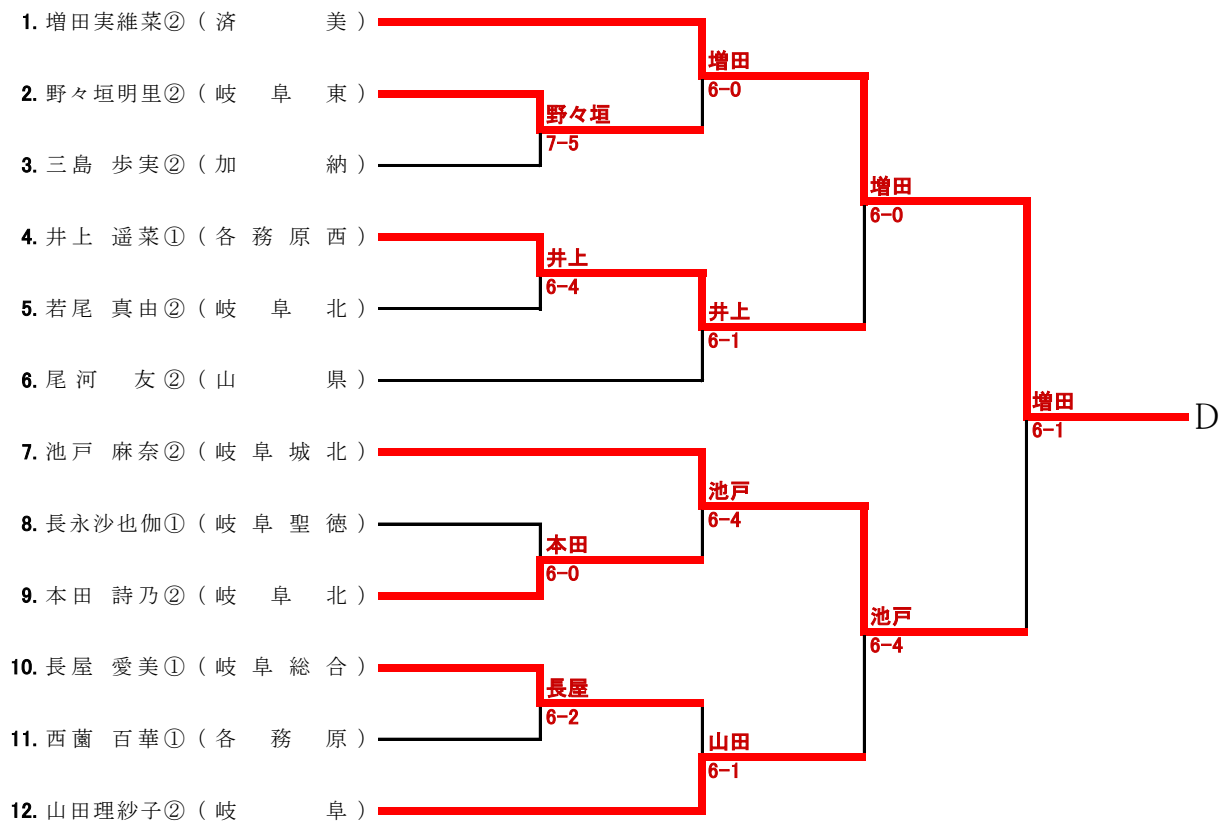 1. 増田実維菜② (済美)
増田
6-0
2. 野々垣明里② (岐阜東)
野々垣
7-5
3. 三島 歩実② (加納)
増田
6-0
4. 井上 遥菜① (各務原西)
井上
6-4
5. 若尾 真由② (岐阜北)
井上
6-1
6. 尾河 友② (山県)
増田
6-1
D
7. 池戸 麻奈② (岐阜城北)
池戸
6-4
8. 長永沙也伽① (岐阜聖徳)
本田
6-0
9. 本田 詩乃② (岐阜北)
池戸
6-4
10. 長屋 愛美① (岐阜総合)
長屋
6-2
11. 西薗 百華① (各務原)
山田
6-1
12. 山田理紗子② (岐阜)